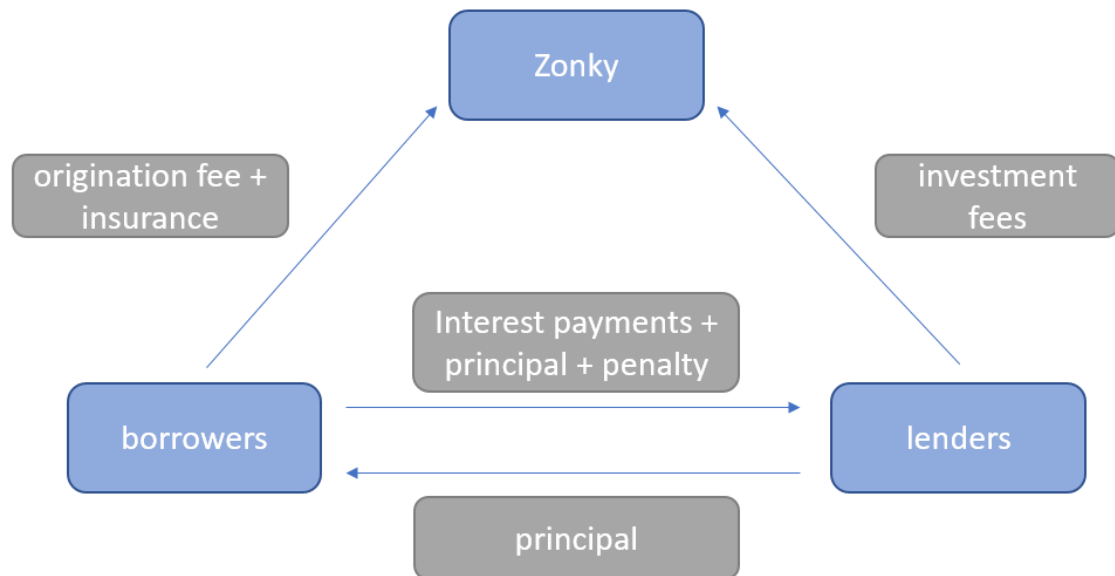 Zonky
origination fee +
insurance
investment
fees
Interest payments +
principal + penalty
borrowers
lenders
principal